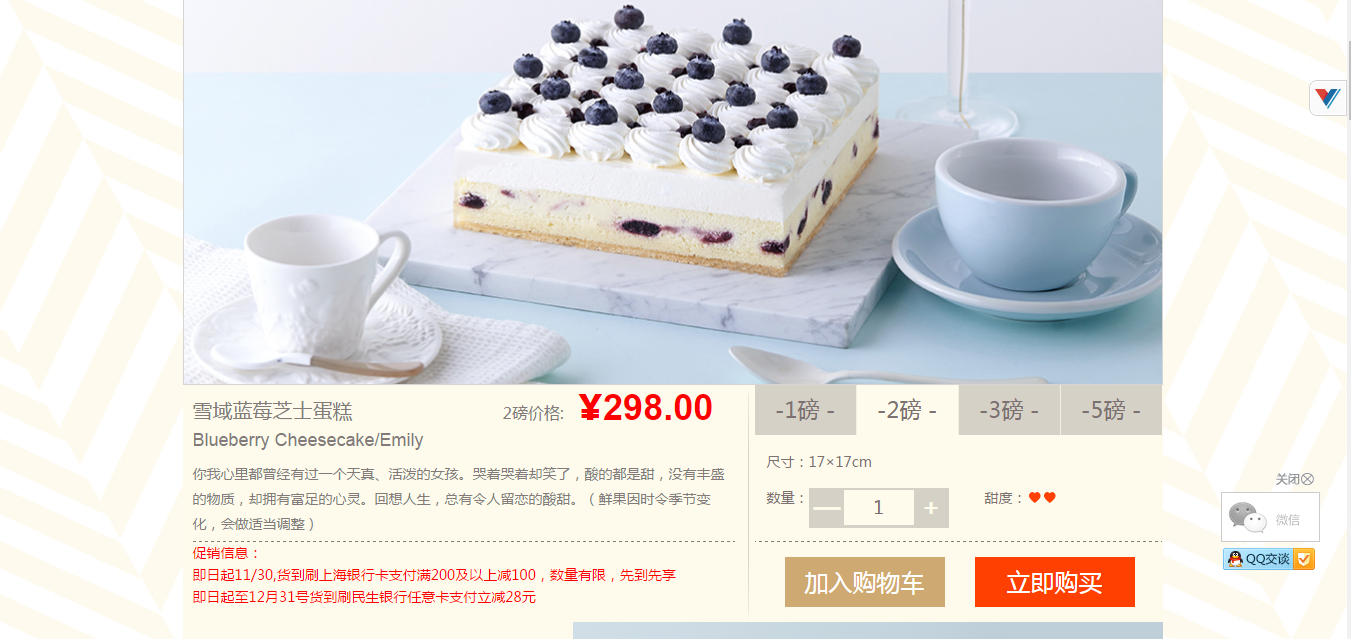 雪域蓝莓芝士蛋糕
2磅价格:
¥298.00
Blueberry Cheesecake/Emily
你我心里都曾经有过一个天真、活泼的女孩。哭着哭着却笑了，酸的都是甜，没有丰盛
的物质，却拥有富足的心灵。回想人生，总有令人留恋的酸甜。（鲜果因时令季节变
化，会做适当调整）
促销信息：
即日起11/30,货到刷上海银行卡支付满200及以上减100，数量有限，先到先享
即日起至12月31号货到刷民生银行任意卡支付立减28元
-1磅 -
-2磅 -
-3磅 -
-5磅 -
尺寸：17×17cm
数量：
— 1 +
甜度：
加入购物车
立即购买
关闭
微信
QQ交谈